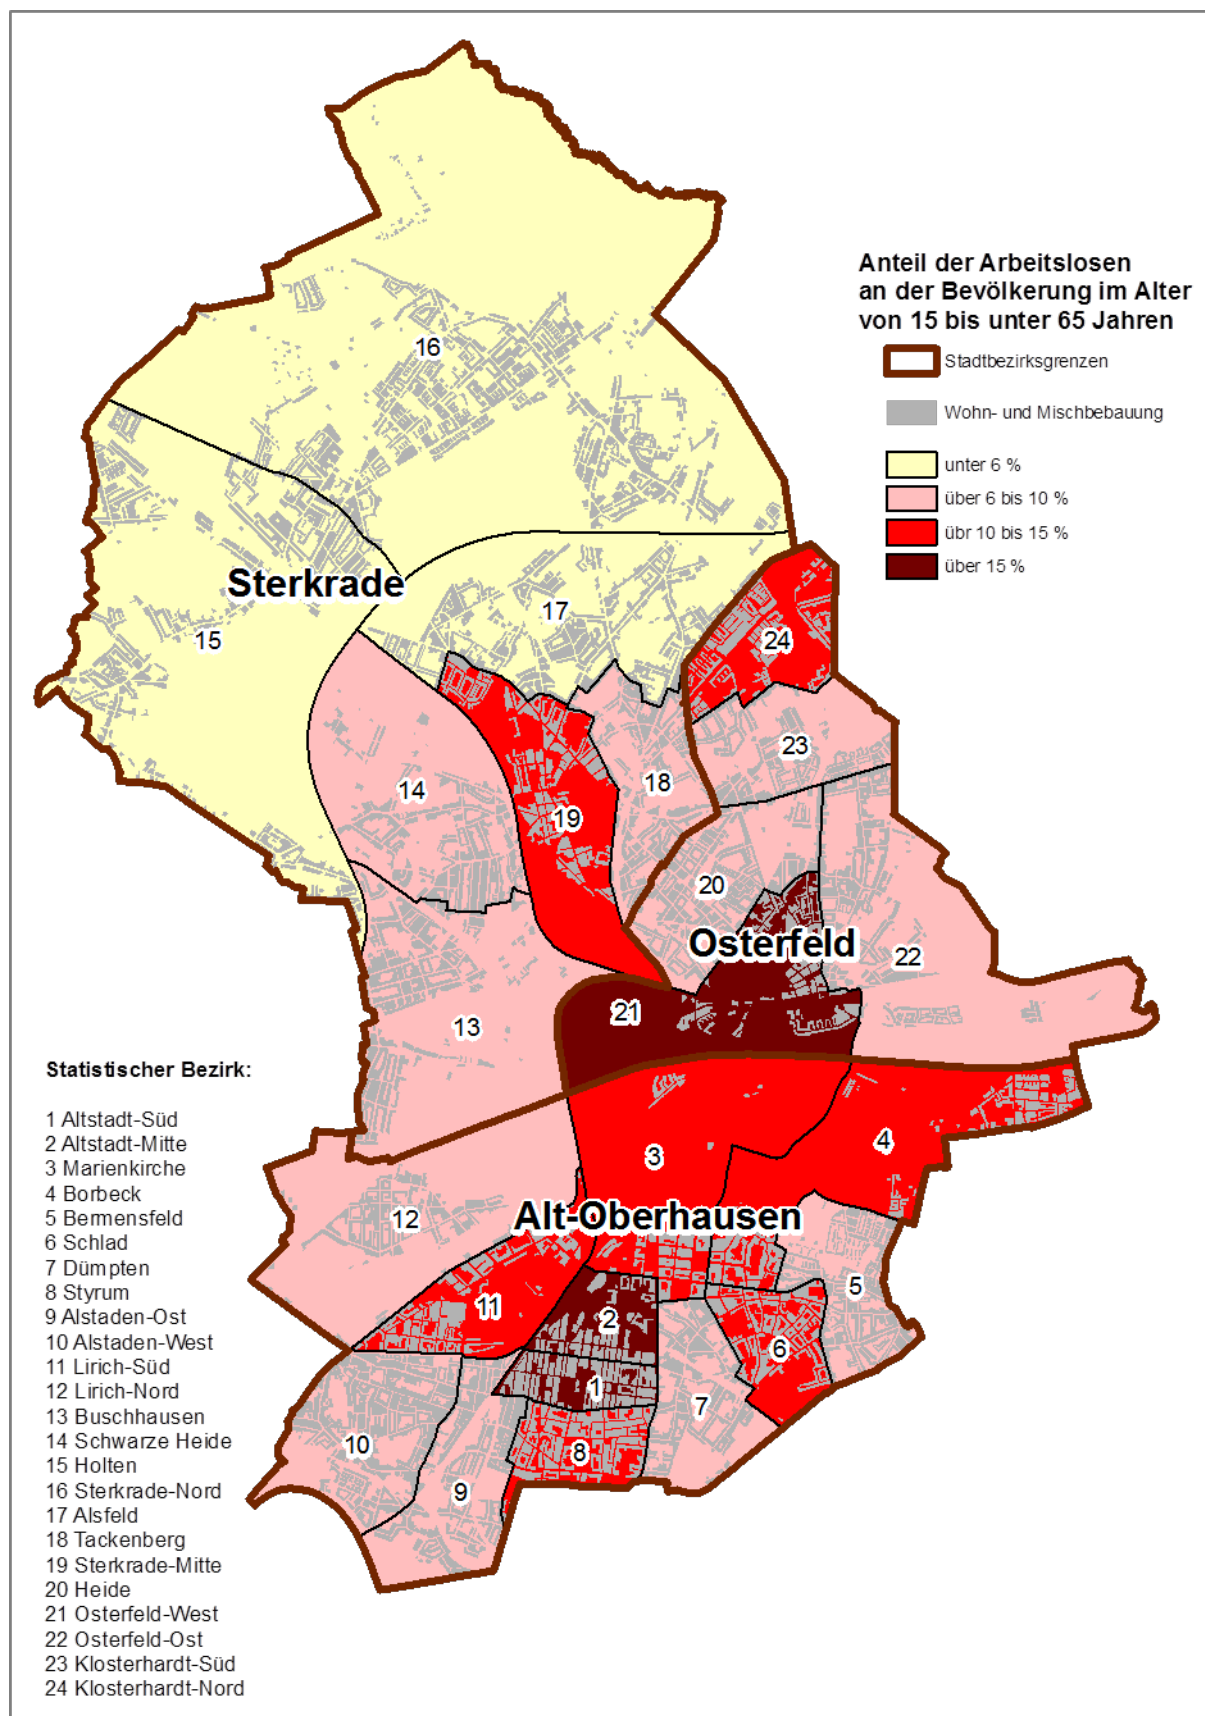 Anteil der Arbeitslosen
an der Bevölkerung im Alter
von 15 bis unter 65 Jahren
Stadtbezirksgrenzen
Wohn- und Mischbebauung
unter 6 %
über 6 bis 10 %
übr 10 bis 15 %
über 15 %
16
Sterkrade
15
17
24
23
14
18
19
20
Osterfeld
22
21
13
3
4
12
Alt-Oberhausen
5
11
2
6
1
7
10
8
9
Statistischer Bezirk:
1 Altstadt-Süd
2 Altstadt-Mitte
3 Marienkirche
4 Borbeck
5 Bermensfeld
6 Schlad
7 Dümpten
8 Styrum
9 Alstaden-Ost
10 Alstaden-West
11 Lirich-Süd
12 Lirich-Nord
13 Buschhausen
14 Schwarze Heide
15 Holten
16 Sterkrade-Nord
17 Alsfeld
18 Tackenberg
19 Sterkrade-Mitte
20 Heide
21 Osterfeld-West
22 Osterfeld-Ost
23 Klosterhardt-Süd
24 Klosterhardt-Nord